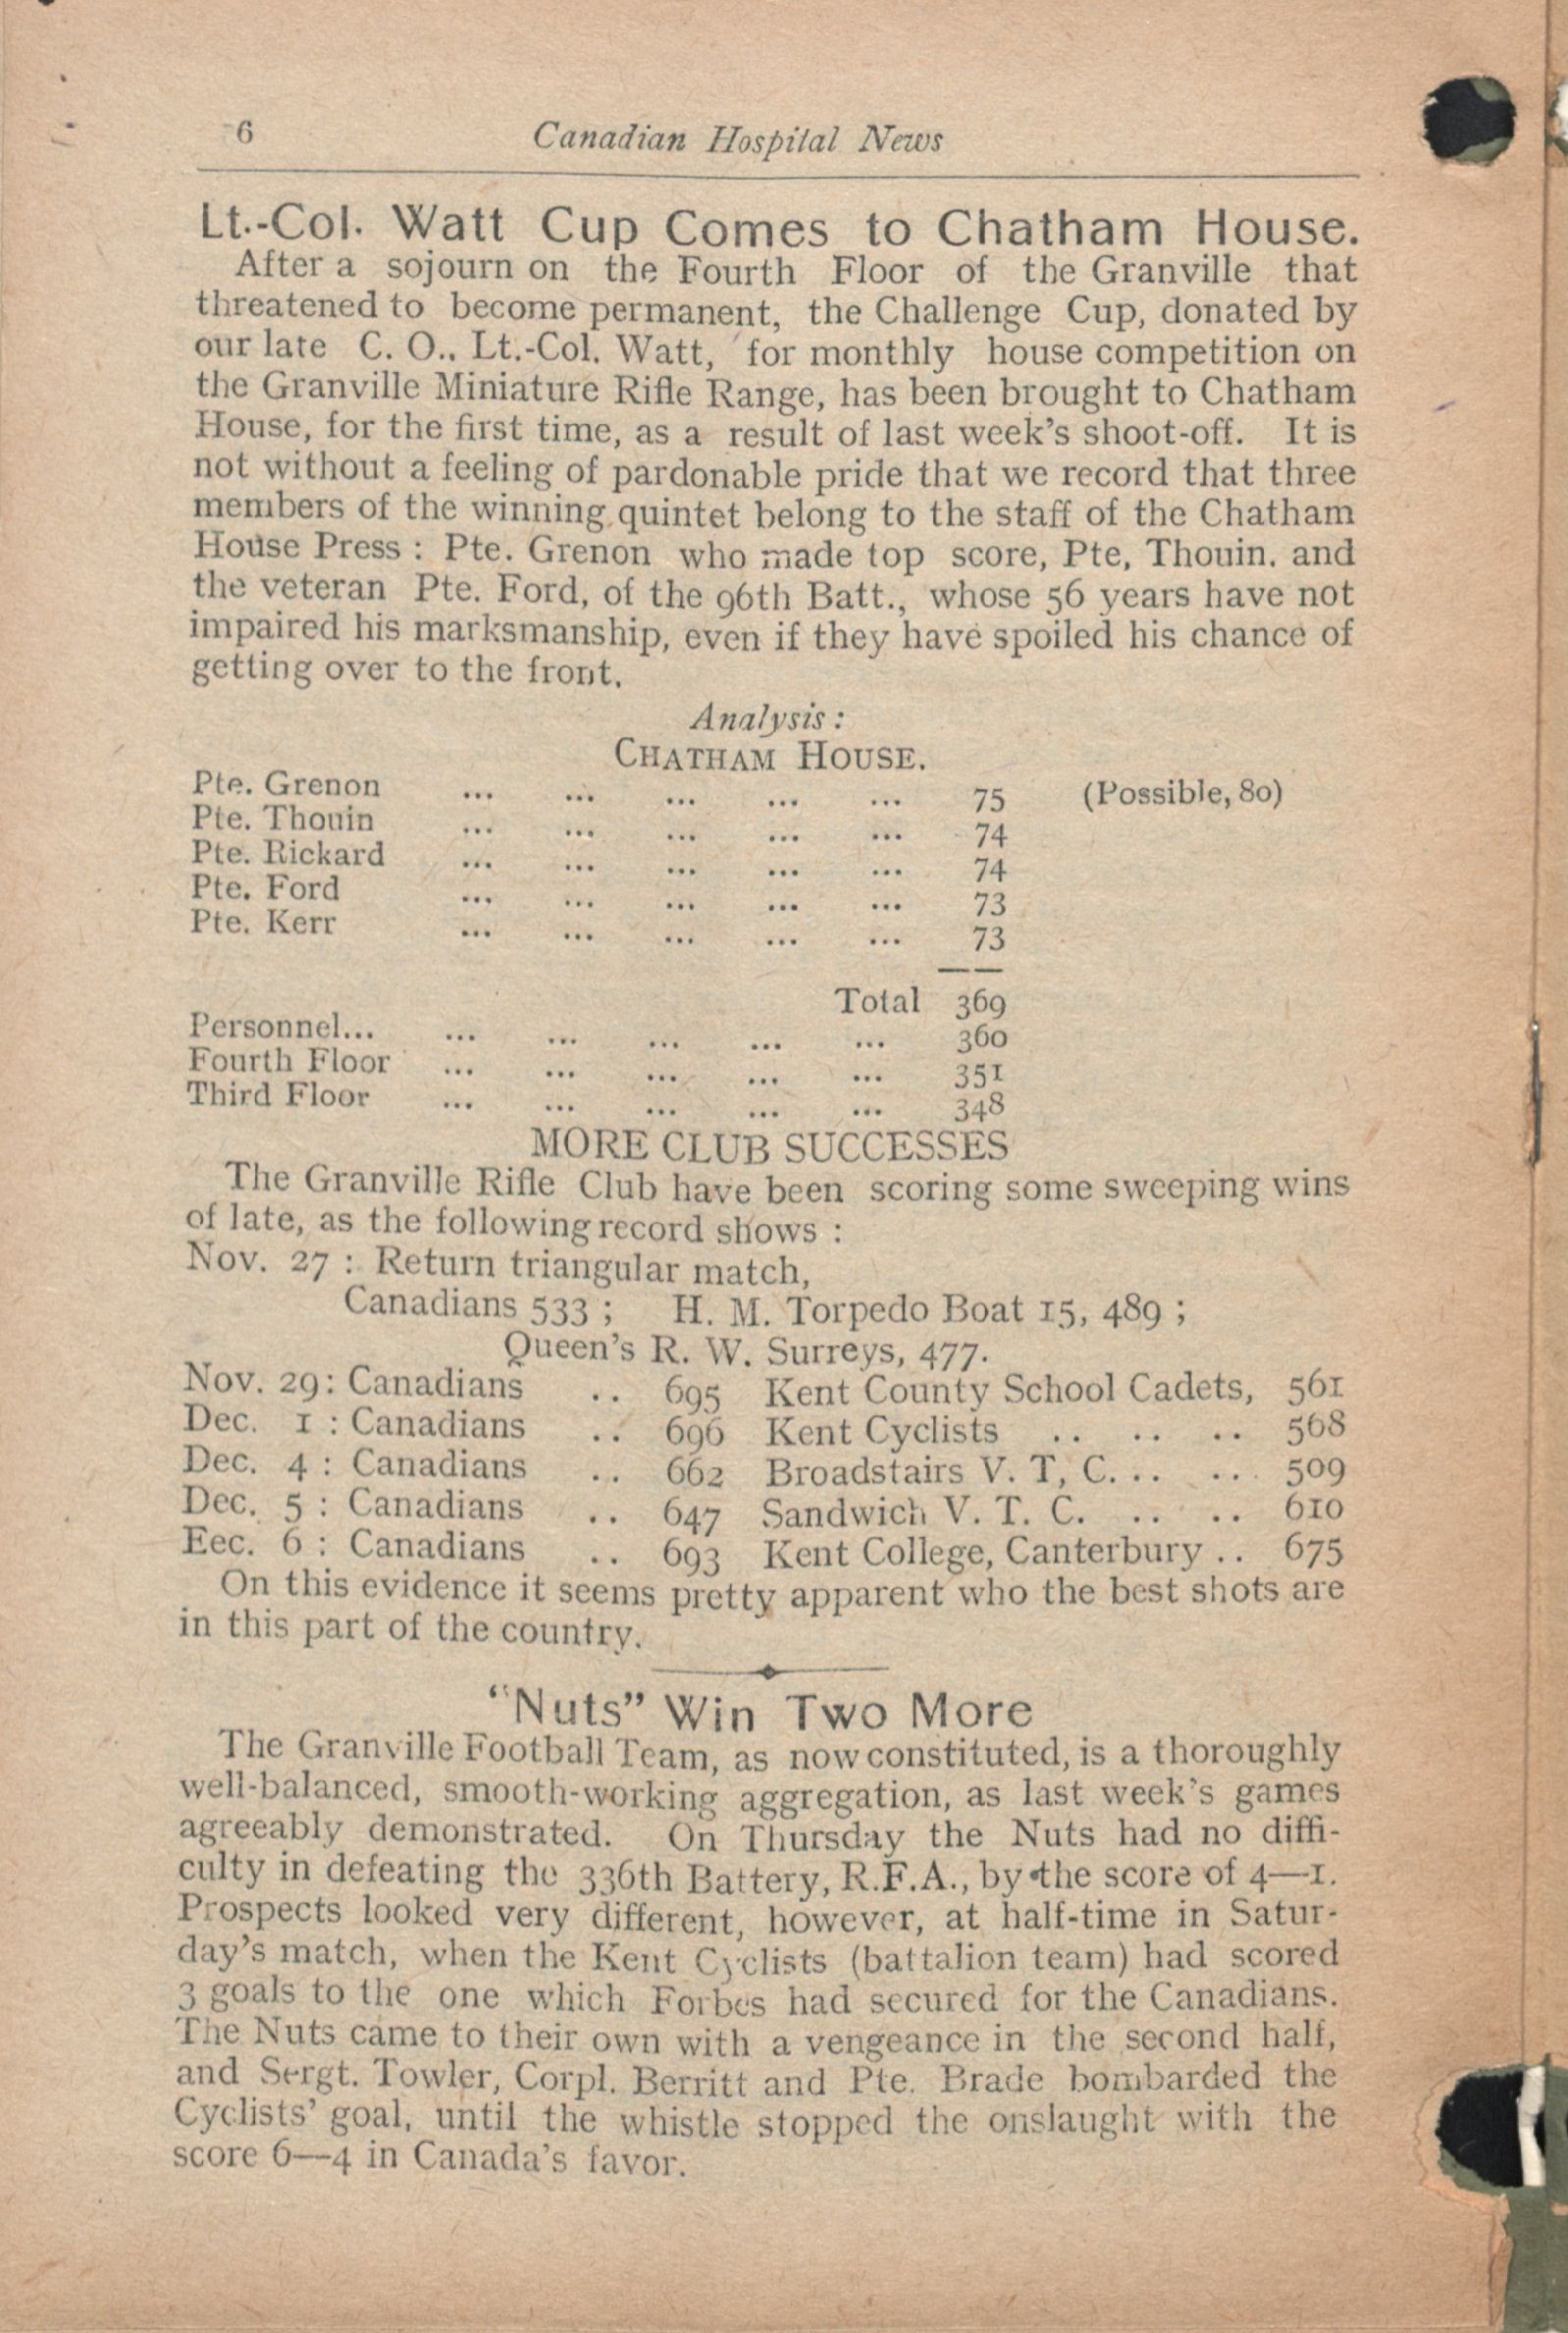 6 Canadian Hospital News
Lt.-Col. Watt Cup Comes to Chatham House.
After a sojourn on the Fourth Floor of the Granville that
threatened to become permanent, the Challenge Cup, donated by
our late C. O., Lt.-Col. Watt, for monthly house competition on
the Granville Miniature Rifle Range, has been brought to Chatham
House, for the first time, as a result of last week's shoot-off. It is
not without a feeling of pardonable pride that we record that three
members of the winning quintet belong to the staff of the Chatham
House Press : Pte. Grenon who made top score, Pte, Thouin. and
the veteran Pte. Ford, of the 96th Batt., whose 56 years have not
impaired his marksmanship, even if they have spoiled his chance of
getting over to the front.
Analysis :
CHATHAM HOUSE.
Pte. Grenon ... ... ... ... ... 75 (Possible, 80)
Pte. Thouin ... ... ... ... ... 74
Pte. Rickard ... ... ... ... ... 74
Pte. Ford ... ... ... ... ... 73
Pte. Kerr ... ... ... ... ... 73
Total 369
Personnel... ... ... ... ... ... 360
Fourth Floor ... ... ... ... ... 351
Third Floor ... ... ... ... ... 348
MORE CLUB SUCCESSES
The Granville Rifle Club have been scoring some sweeping wins
of late, as the following record shows :
Nov. 27 : Return triangular match,
Canadians 533 ; H. M. Torpedo Boat 15, 489 ;
Queen's R. W. Surreys, 477.
Nov. 29 : Canadians .. 695 Kent County School Cadets, 561
Dec. 1 : Canadians .. 696 Kent Cyclists .. .. .. 568
Dec. 4 : Canadians .. 662 Broadstairs V. T, C. .. ... 509
Dec. 5 : Canadians .. 647 Sandwich V. T. C. .. .. 610
Eec. 6 : Canadians .. 693 Kent College, Canterbury .. 675
On this evidence it seems pretty apparent who the best shots are
in this part of the country.
"Nuts" Win Two More
The Granville Football Team, as now constituted, is a thoroughly
well-balanced, smooth-working aggregation, as last week's games
agreeably demonstrated. On Thursday the Nuts had no diffi-
culty in defeating the 336th Battery, R.F.A., by the score of 4—1.
Prospects looked very different, however, at half-time in Satur-
day's match, when the Kent Cyclists (battalion team) had scored
3 goals to the one which Forbes had secured for the Canadians.
The Nuts came to their own with a vengeance in the second half,
and Sergt. Towler, Corpl. Berritt and Pte. Brade bombarded the
Cyclists' goal, until the whistle stopped the onslaught with the
score 6—4 in Canada's favor.